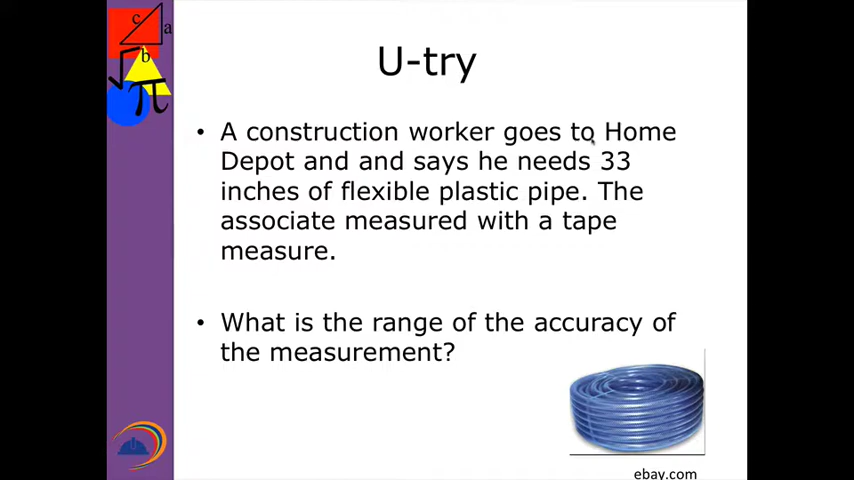 c
a
b
√
π
U-try
• A construction worker goes to Home
Depot and and says he needs 33
inches of flexible plastic pipe. The
associate measured with a tape
measure.
• What is the range of the accuracy of
the measurement?
ebay.com